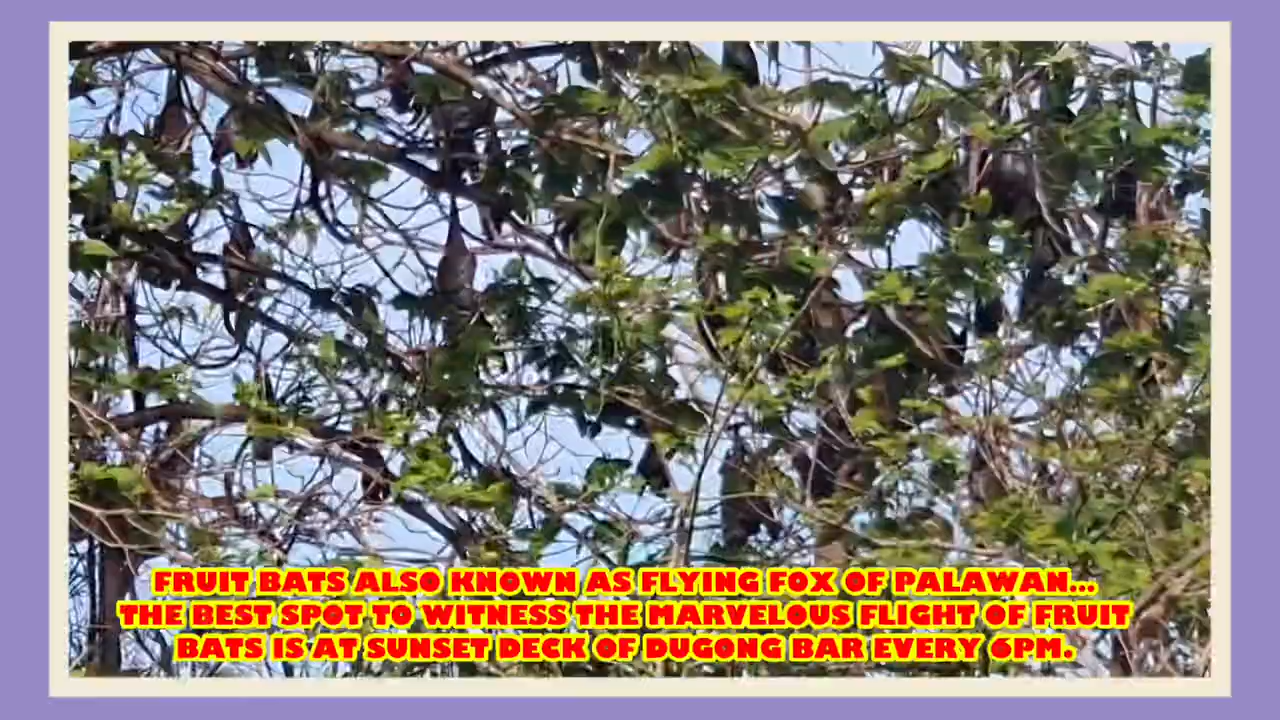 FRUIT BATS ALSO KNOWN AS FLYING FOX OF PALAWAN...
THE BEST SPOT TO WITNESS THE MARVELOUS FLIGHT OF FRUIT
BATS IS AT SUNSET DECK OF DUGONG BAR EVERY 6PM.